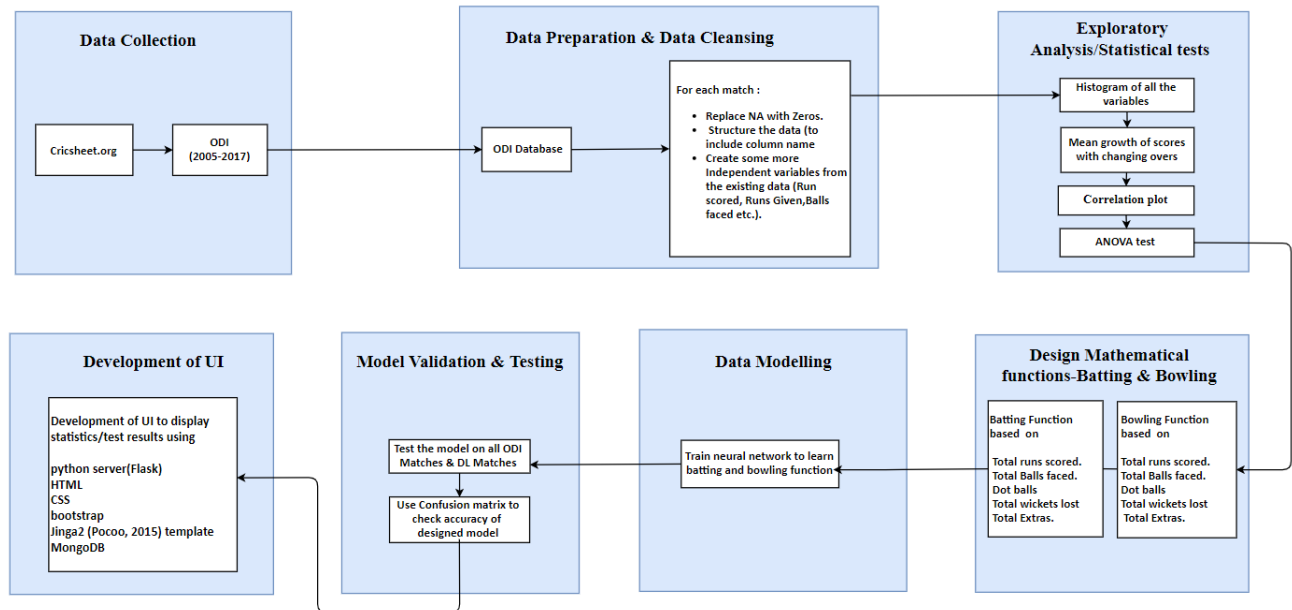 Data Collection
Cricsheet.org
ODI
(2005-2017)
Data Preparation & Data Cleansing
ODI Database
For each match :
• Replace NA with Zeros.
• Structure the data (to
include column name
• Create some more
Independent variables from
the existing data (Run
scored, Runs Given,Balls
faced etc.).
Exploratory
Analysis/Statistical tests
Histogram of all the
variables
Mean growth of scores
with changing overs
Correlation plot
ANOVA test
Design Mathematical
functions-Batting & Bowling
Batting Function
based on
Total runs scored.
Total Balls faced.
Dot balls
Total wickets lost
Total Extras.
Bowling Function
based on
Total runs scored.
Total Balls faced.
Dot balls
Total wickets lost
Total Extras.
Data Modelling
Train neural network to learn
batting and bowling function
Model Validation & Testing
Test the model on all ODI
Matches & DL Matches
Use Confusion matrix to
check accuracy of
designed model
Development of UI
Development of UI to display
statistics/test results using
python server(Flask)
HTML
CSS
bootstrap
Jinga2 (Pocoo, 2015) template
MongoDB